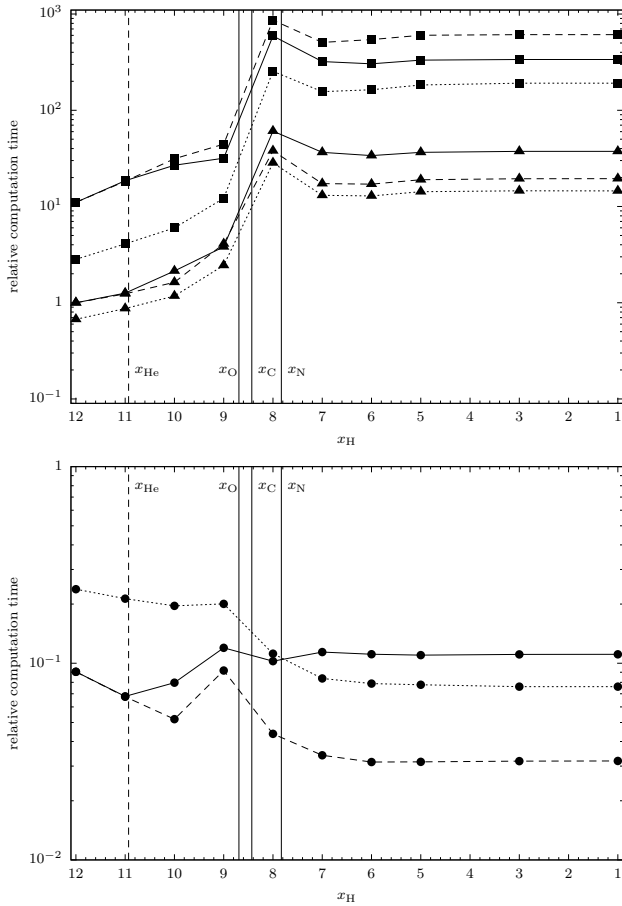 relative computation time
10³
10²
10¹
1
10⁻¹
x_He
x_O
x_C
x_N
12 11 10 9 8 7 6 5 4 3 2 1
x_H
relative computation time
1
10⁻¹
10⁻²
x_He
x_O
x_C
x_N
12 11 10 9 8 7 6 5 4 3 2 1
x_H